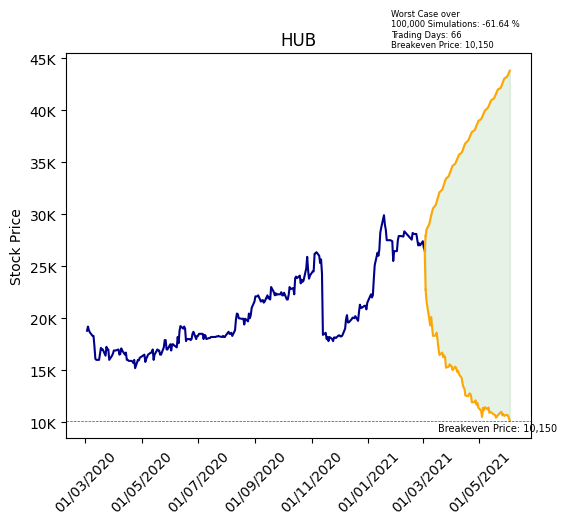 Worst Case over
100,000 Simulations: -61.64 %
Trading Days: 66
Breakeven Price: 10,150
HUB
45K
40K
35K
30K
25K
20K
15K
10K
Stock Price
Breakeven Price: 10,150
01/03/2020
01/05/2020
01/07/2020
01/09/2020
01/11/2020
01/01/2021
01/03/2021
01/05/2021